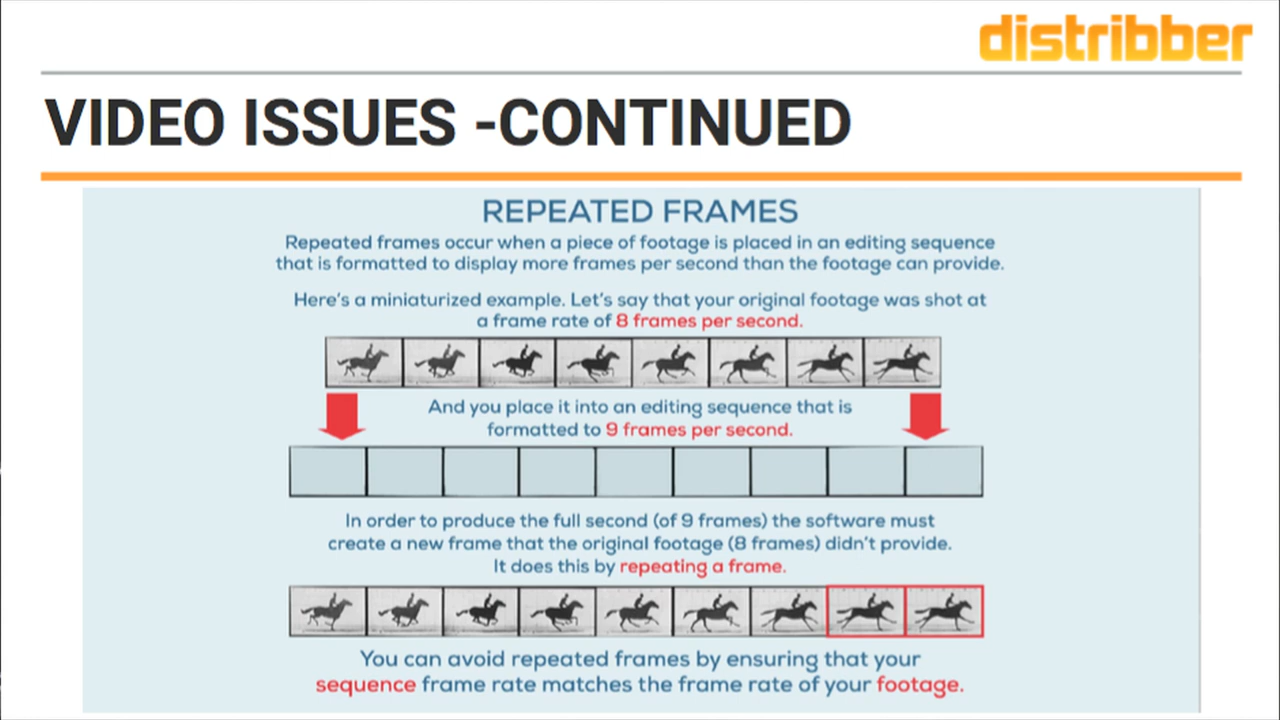 distribber
VIDEO ISSUES -CONTINUED
REPEATED FRAMES
Repeated frames occur when a piece of footage is placed in an editing sequence
that is formatted to display more frames per second than the footage can provide.
Here's a miniaturized example. Let's say that your original footage was shot at
a frame rate of 8 frames per second.
And you place it into an editing sequence that is
formatted to 9 frames per second.
In order to produce the full second (of 9 frames) the software must
create a new frame that the original footage (8 frames) didn't provide.
It does this by repeating a frame.
You can avoid repeated frames by ensuring that your
sequence frame rate matches the frame rate of your footage.